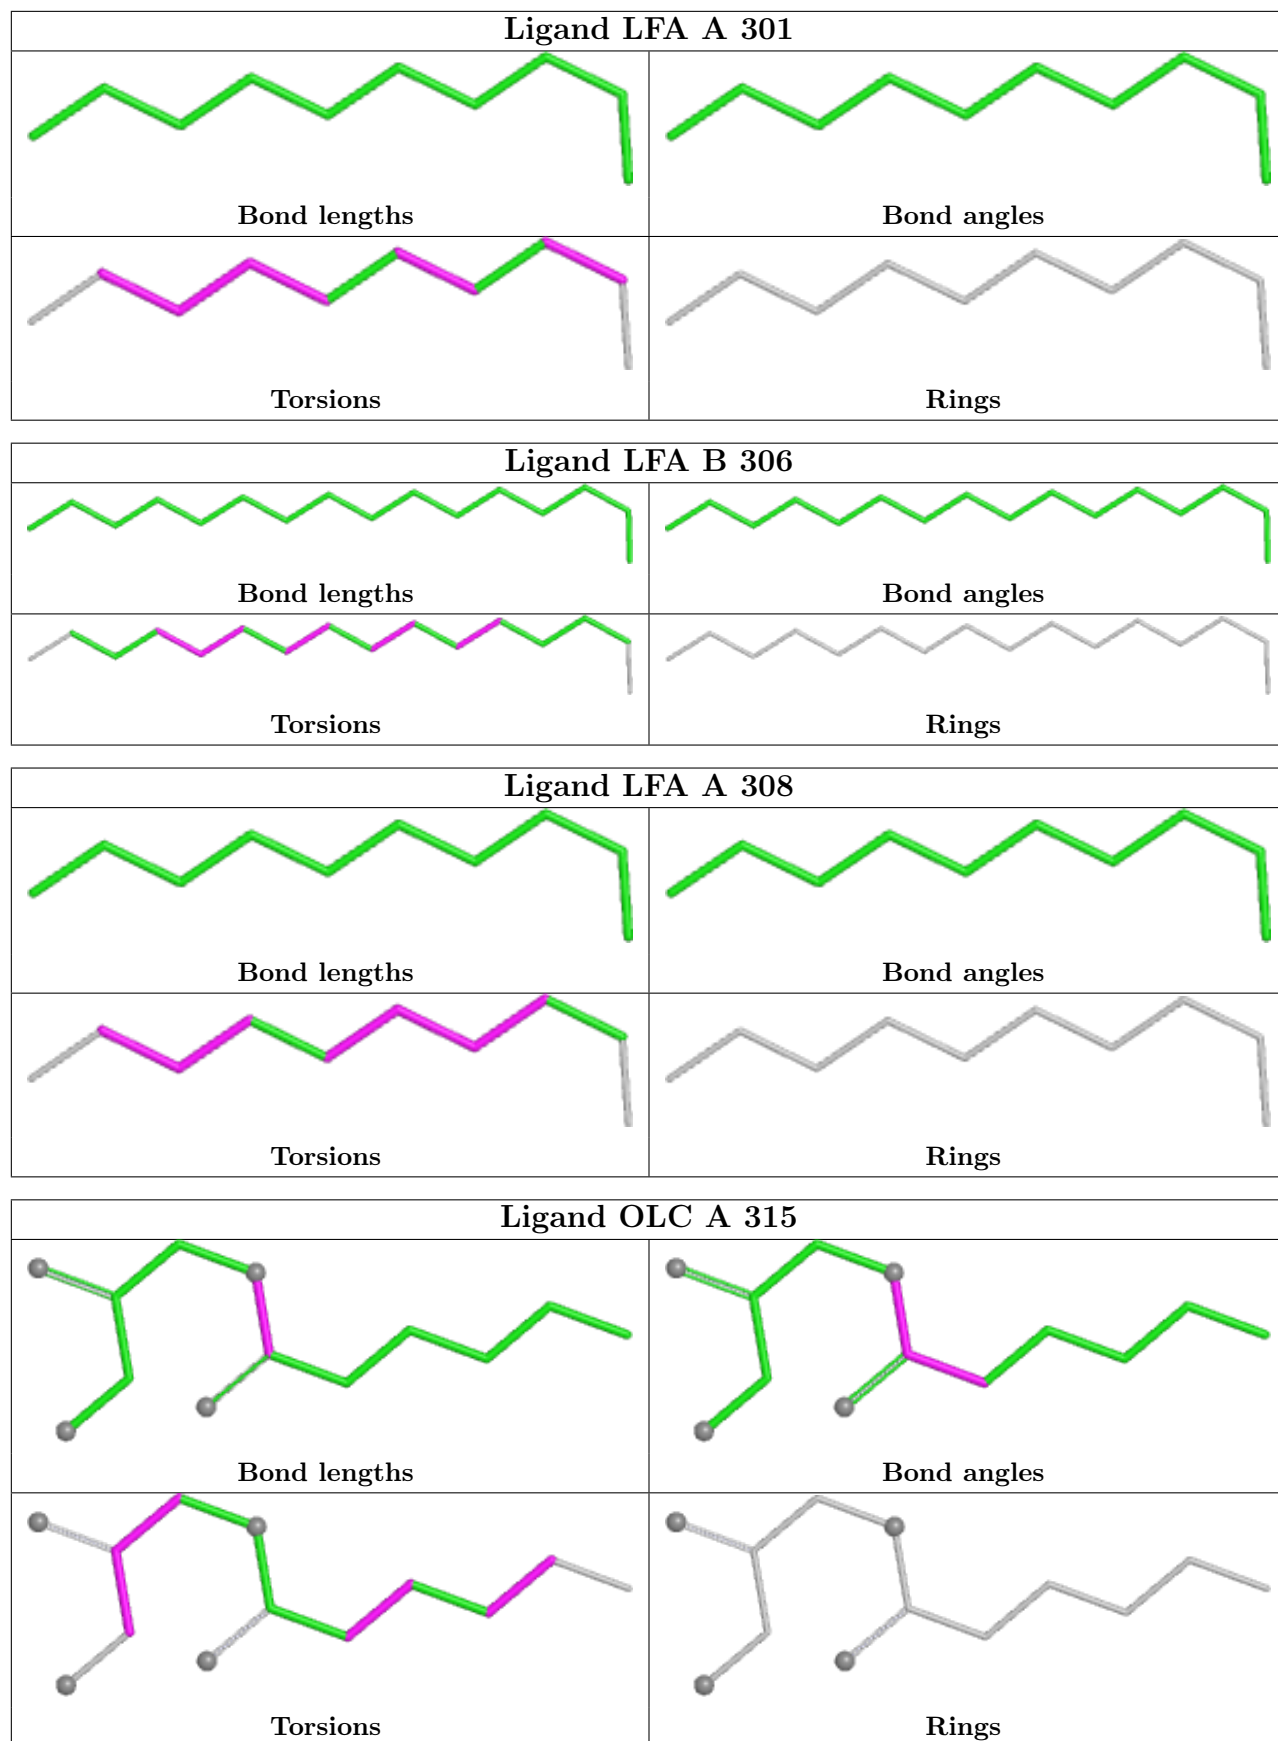 Ligand LFA A 301
Bond lengths
Bond angles
Torsions
Rings
Ligand LFA B 306
Bond lengths
Bond angles
Torsions
Rings
Ligand LFA A 308
Bond lengths
Bond angles
Torsions
Rings
Ligand OLC A 315
Bond lengths
Bond angles
Torsions
Rings